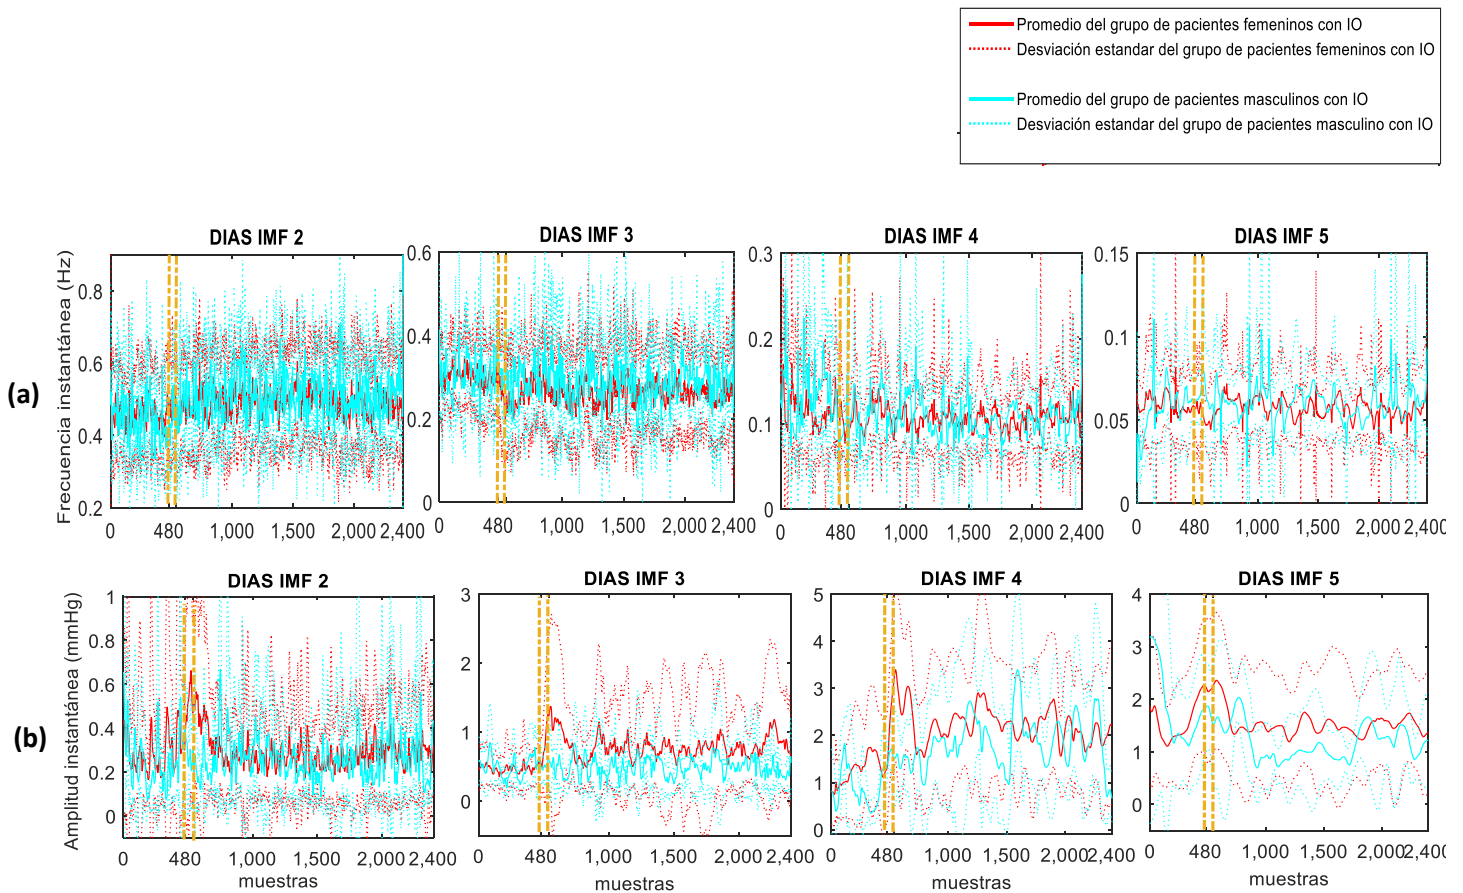 Promedio del grupo de pacientes femeninos con IO
Desviación estandar del grupo de pacientes femeninos con IO
Promedio del grupo de pacientes masculinos con IO
Desviación estandar del grupo de pacientes masculino con IO
(a)
Frecuencia instantánea (Hz)
DIAS IMF 2
0.8
0.6
0.4
0.2
0 480 1,000 1,500 2,000 2,400
DIAS IMF 3
0.6
0.4
0.2
0
480 1,000 1,500 2,000 2,400
DIAS IMF 4
0.3
0.2
0.1
0
0 480 1,000 1,500 2,000 2,400
DIAS IMF 5
0.15
0.10
0.05
0
0 480 1,000 1,500 2,000 2,400
(b)
Amplitud instantánea (mmHg)
DIAS IMF 2
1
0.8
0.6
0.4
0.2
0
0 480 1,000 1,500 2,000 2,400
muestras
DIAS IMF 3
3
2
1
0
0 480 1,000 1,500 2,000 2,400
muestras
DIAS IMF 4
5
4
3
2
1
0
0 480 1,000 1,500 2,000 2,400
muestras
DIAS IMF 5
4
3
2
1
0
0 480 1,000 1,500 2,000 2,400
muestras